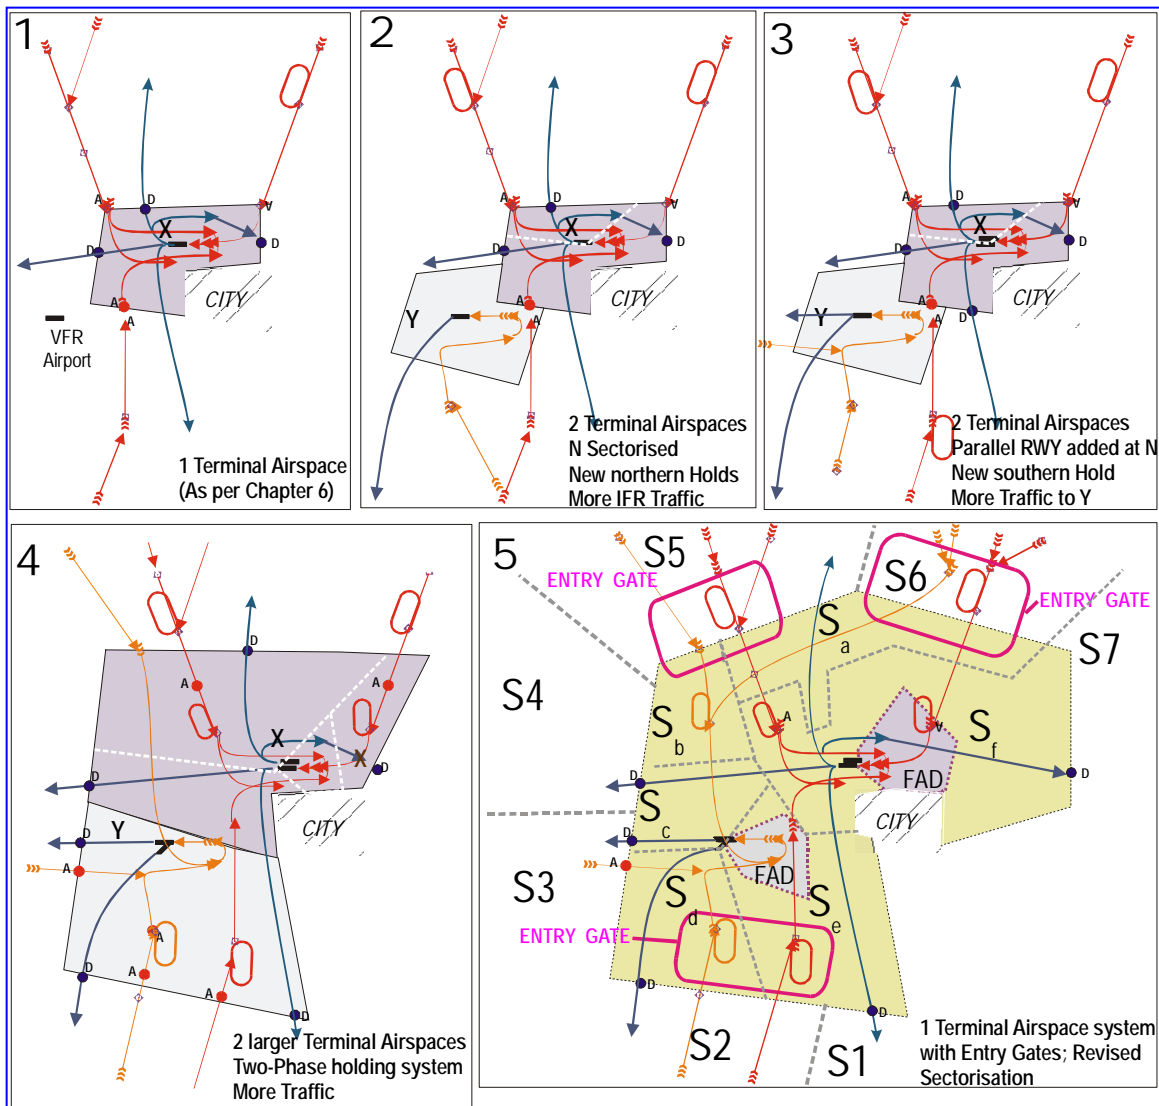 1
A
D
A
X
D
D
CITY
A
A
VFR
Airport
1 Terminal Airspace
(As per Chapter 6)
2
A
D
A
X
D
D
CITY
A
A
Y
2 Terminal Airspaces
N Sectorised
New northern Holds
More IFR Traffic
3
A
D
A
X
D
D
CITY
A
A
D
Y
2 Terminal Airspaces
Parallel RWY added at N
New southern Hold
More Traffic to Y
4
D
A
A
X
X
D
D
CITY
Y
D
A
A
D
A
A
D
2 larger Terminal Airspaces
Two-Phase holding system
More Traffic
5
S5
ENTRY GATE
S6
ENTRY GATE
S7
S a
S4
A
A
S b
S f
D
D
FAD
CITY
S c
D
A
FAD
S3
S d
S e
ENTRY GATE
D
D
S2
S1
1 Terminal Airspace system
with Entry Gates; Revised
Sectorisation